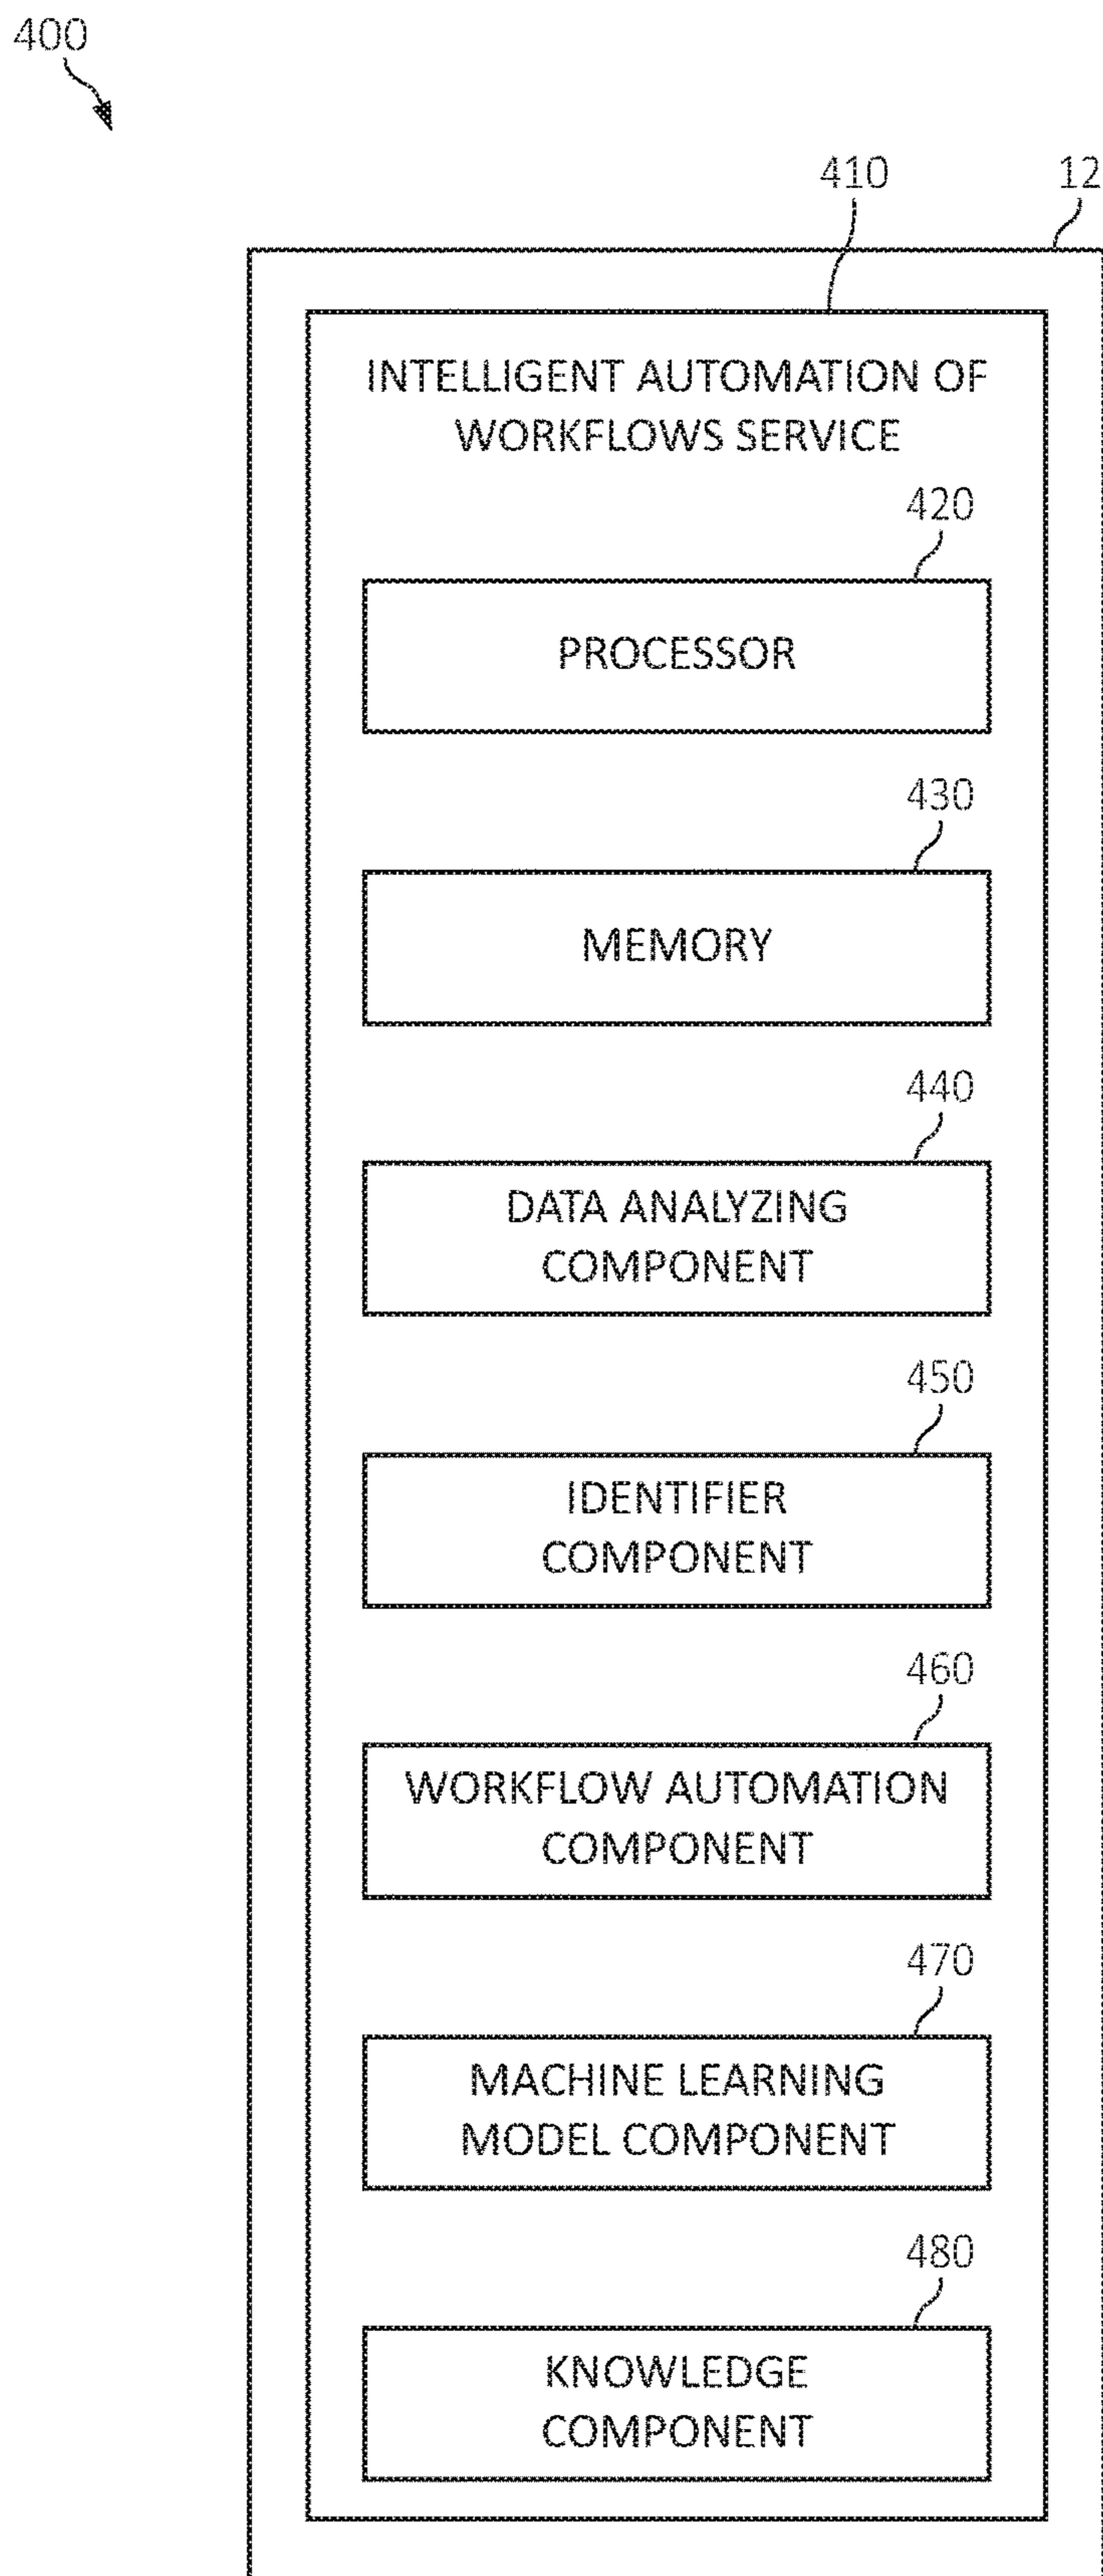 400
410
12
INTELLIGENT AUTOMATION OF
WORKFLOWS SERVICE
420
PROCESSOR
430
MEMORY
440
DATA ANALYZING
COMPONENT
450
IDENTIFIER
COMPONENT
460
WORKFLOW AUTOMATION
COMPONENT
470
MACHINE LEARNING
MODEL COMPONENT
480
KNOWLEDGE
COMPONENT